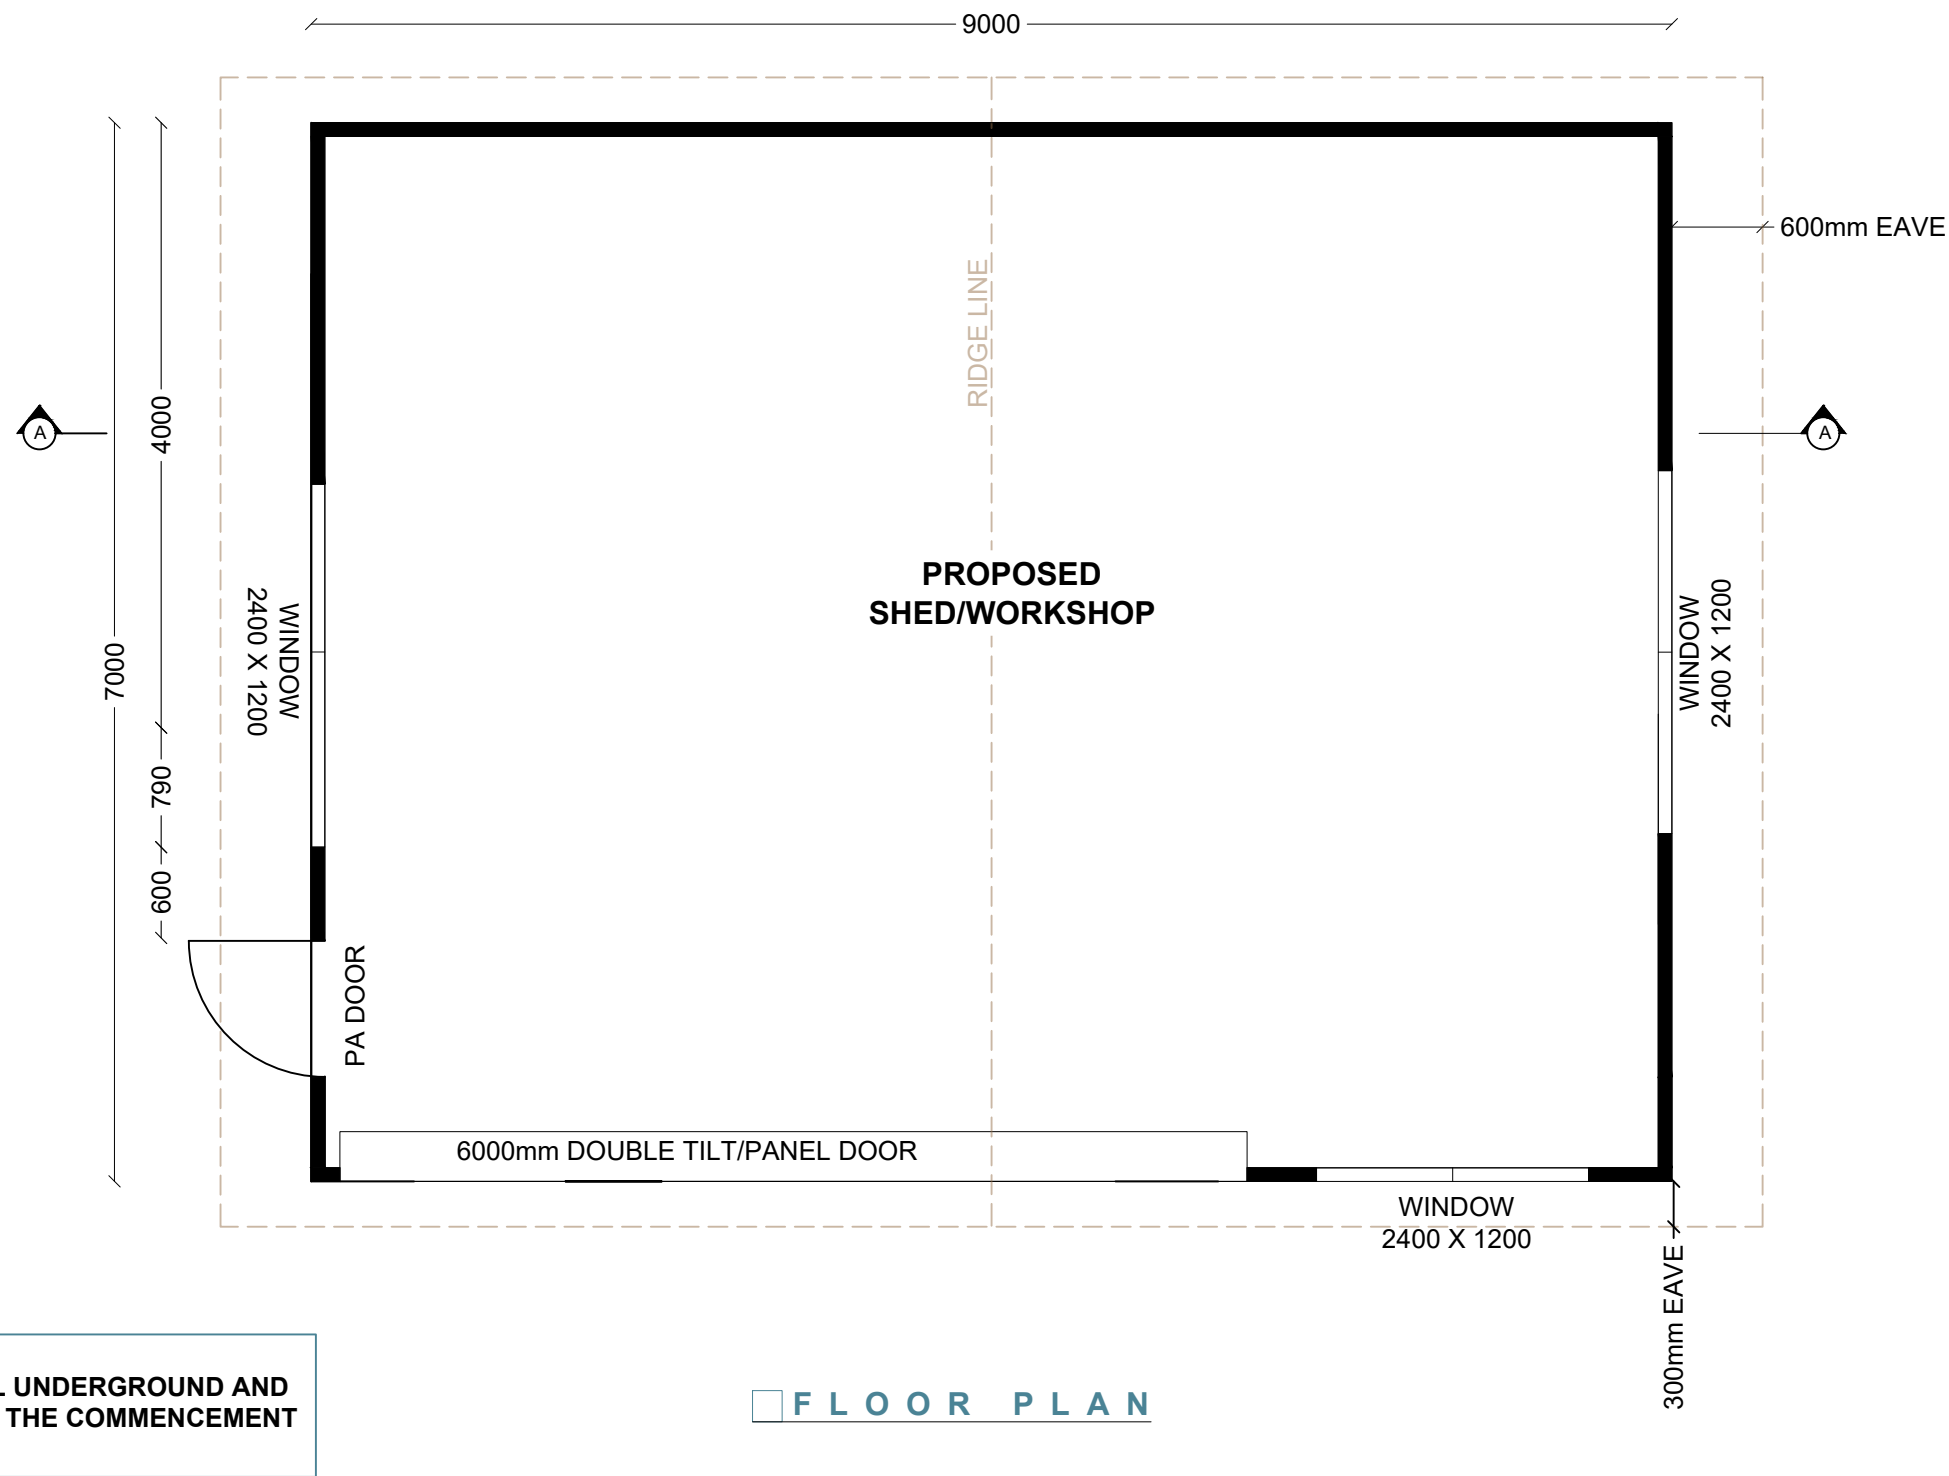 9000
600mm EAVE
RIDGE LINE
4000
A
A
PROPOSED
SHED/WORKSHOP
WINDOW
2400 X 1200
WINDOW
2400 X 1200
7000
790
600
PA DOOR
6000mm DOUBLE TILT/PANEL DOOR
WINDOW
2400 X 1200
300mm EAVE
UNDERGROUND AND
THE COMMENCEMENT
FLOOR PLAN